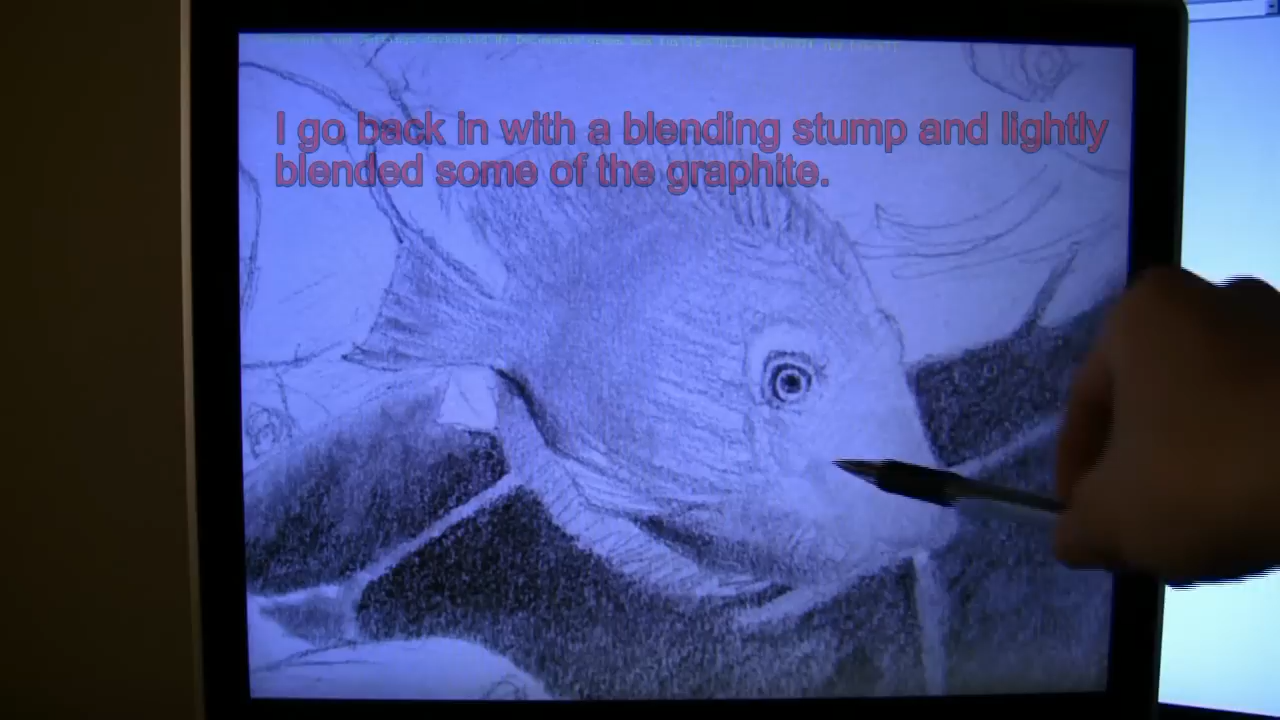 I go back in with a blending stump and lightly
blended some of the graphite.